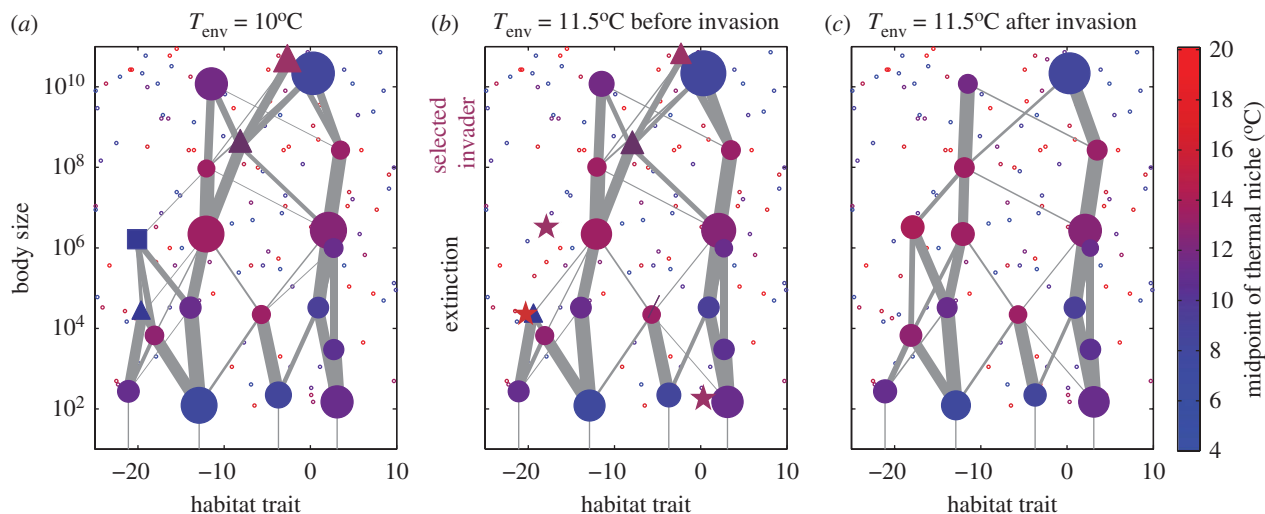 (a) T_env = 10°C
(b) T_env = 11.5°C before invasion
(c) T_env = 11.5°C after invasion
body size
10^10
10^8
10^6
10^4
10^2
−20 −10 0 10
habitat trait
selected invader
extinction
−20 −10 0 10
habitat trait
−20 −10 0 10
habitat trait
20
18
16
14
12
10
8
6
4
midpoint of thermal niche (°C)